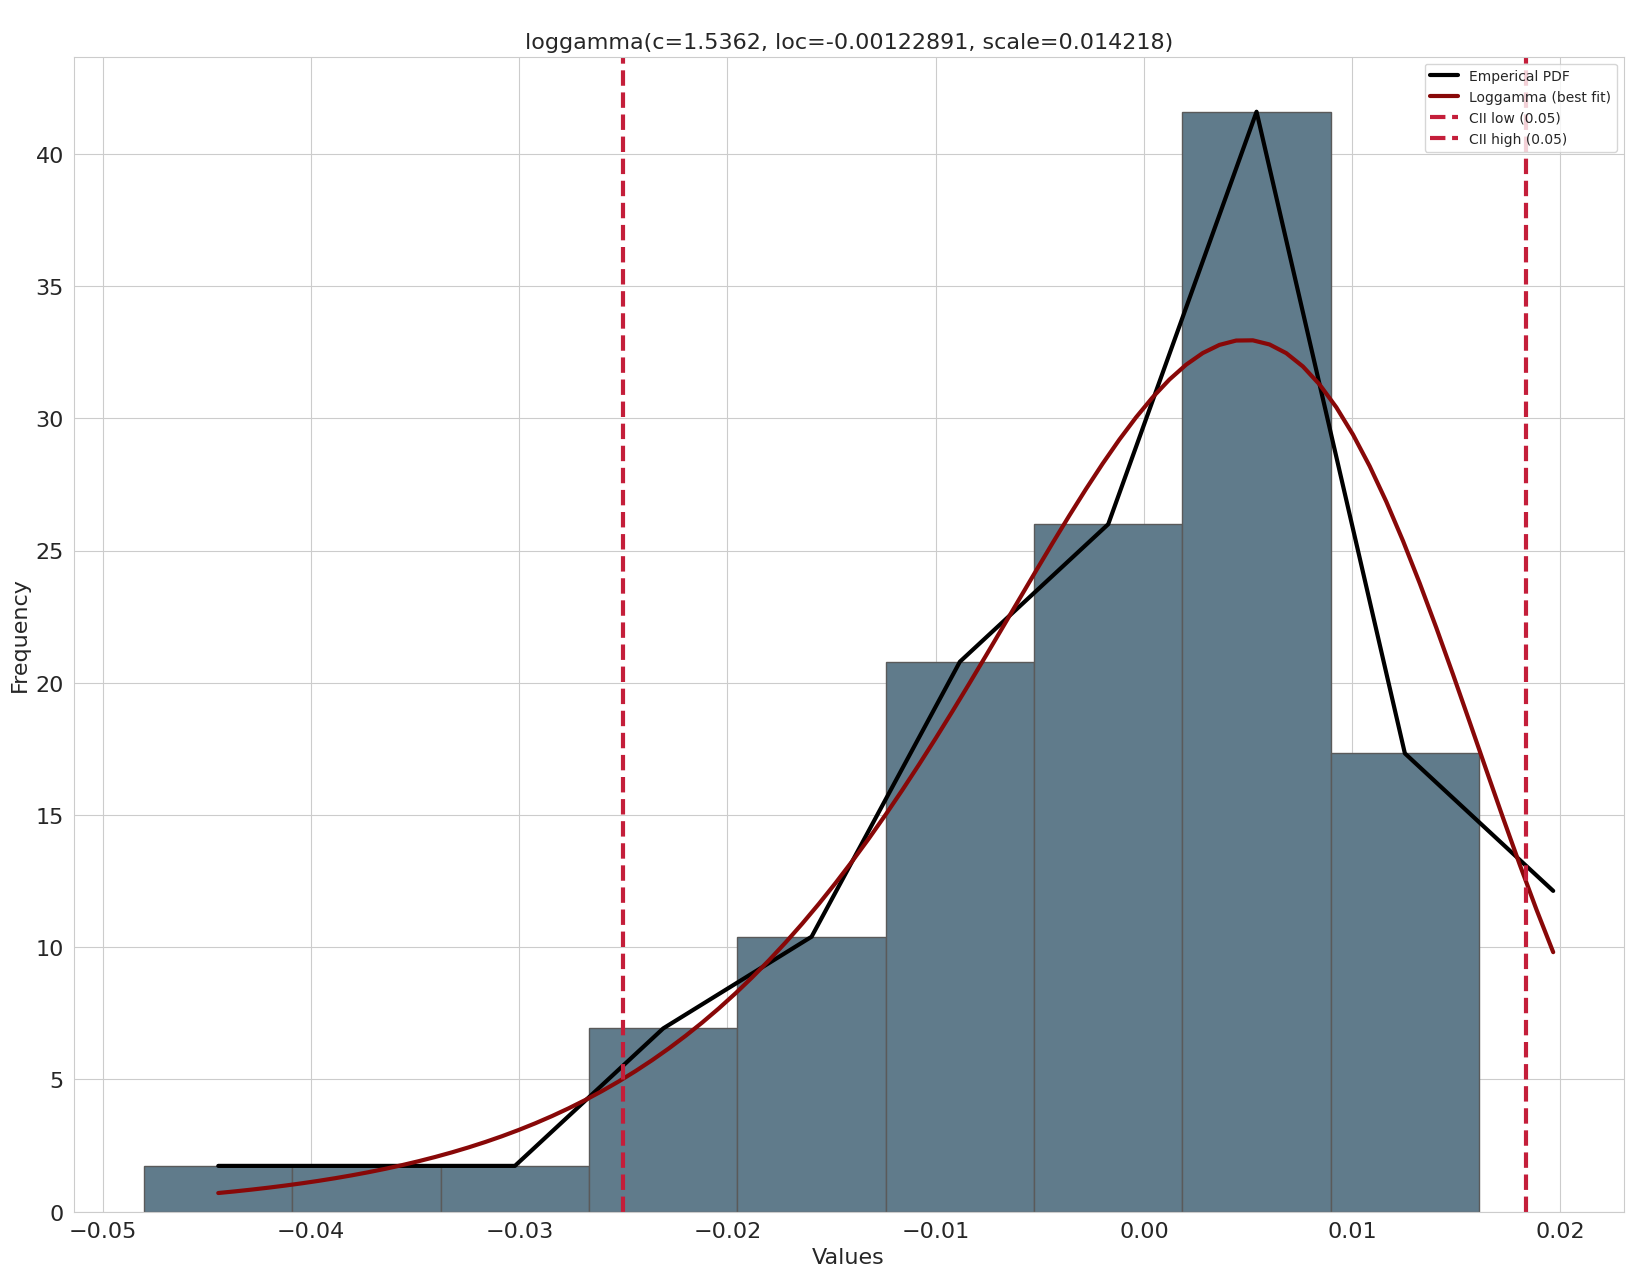 loggamma(c=1.5362, loc=-0.00122891, scale=0.014218)
Emperical PDF
Loggamma (best fit)
CII low (0.05)
CII high (0.05)
Frequency
40
35
30
25
20
15
10
5
0
−0.05 −0.04 −0.03 −0.02 −0.01 0.00 0.01 0.02
Values